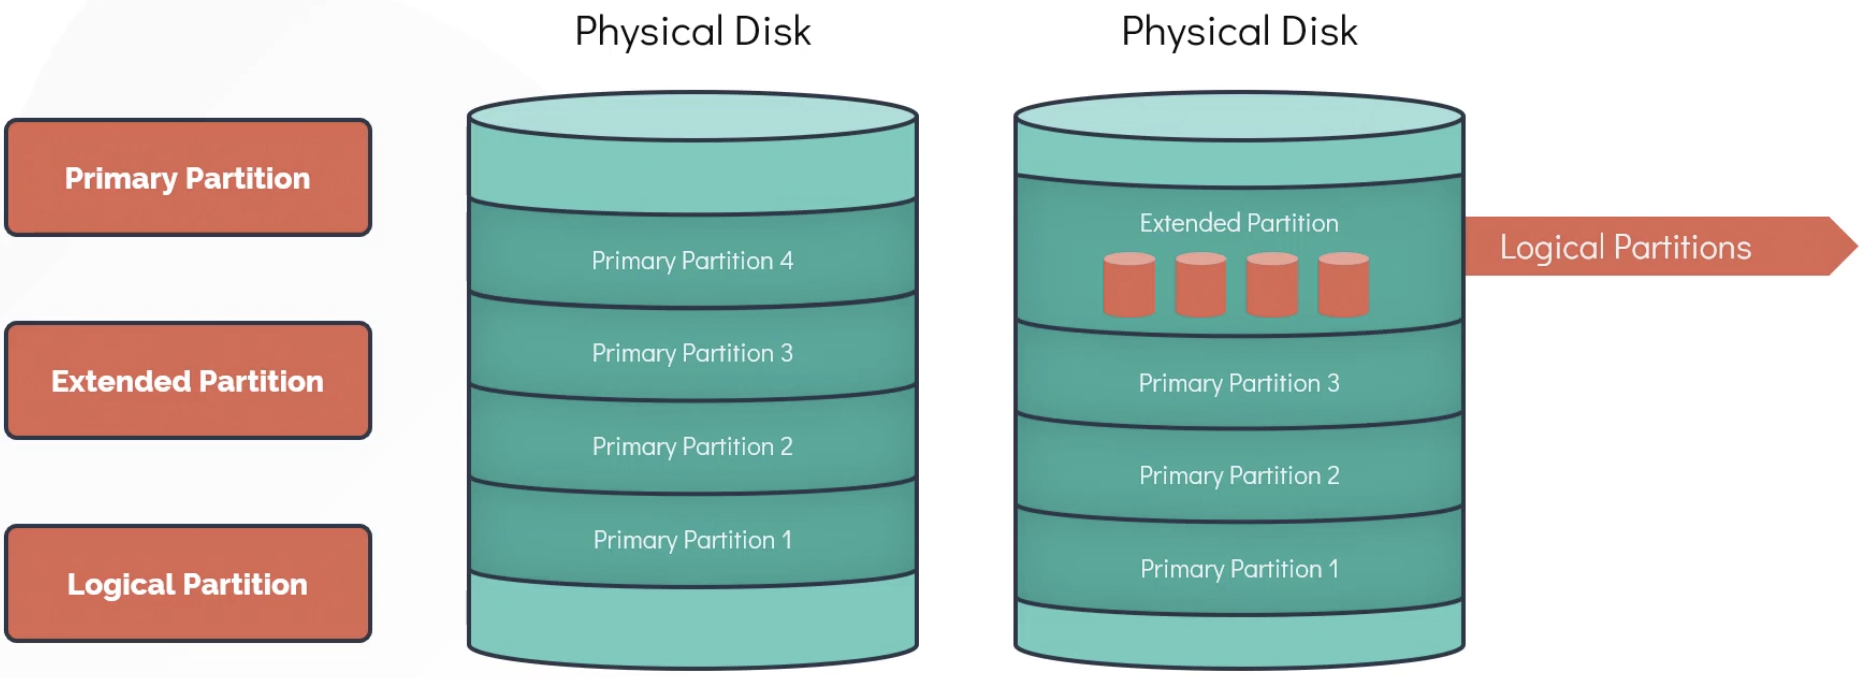 Physical Disk
Physical Disk
Primary Partition
Extended Partition
Logical Partition
Primary Partition 4
Primary Partition 3
Primary Partition 2
Primary Partition 1
Extended Partition
Primary Partition 3
Primary Partition 2
Primary Partition 1
Logical Partitions